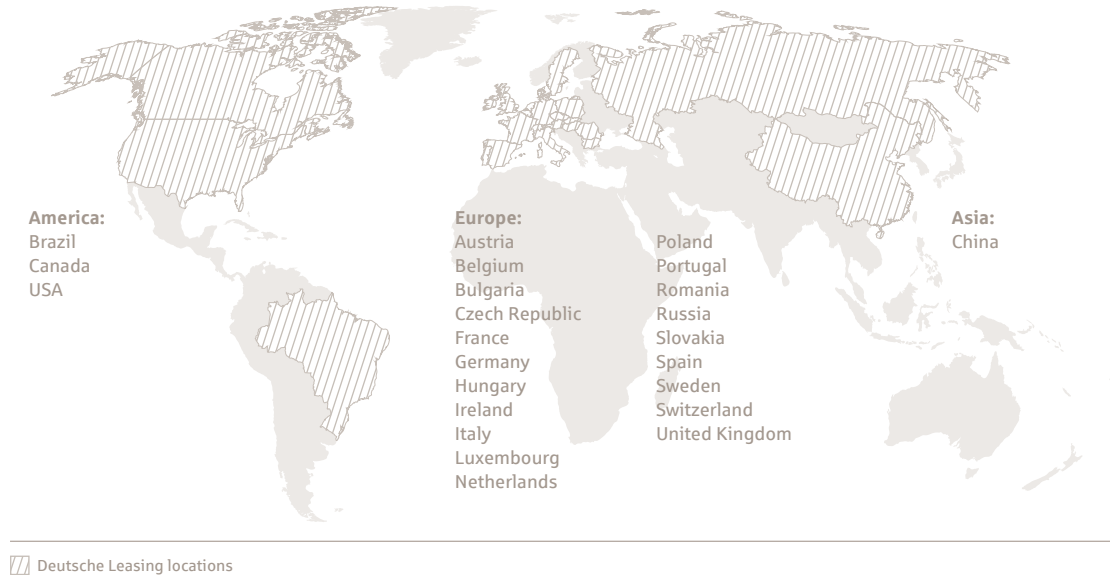 America:
Brazil
Canada
USA
Europe:
Austria
Belgium
Bulgaria
Czech Republic
France
Germany
Hungary
Ireland
Italy
Luxembourg
Netherlands
Poland
Portugal
Romania
Russia
Slovakia
Spain
Sweden
Switzerland
United Kingdom
Asia:
China
Deutsche Leasing locations